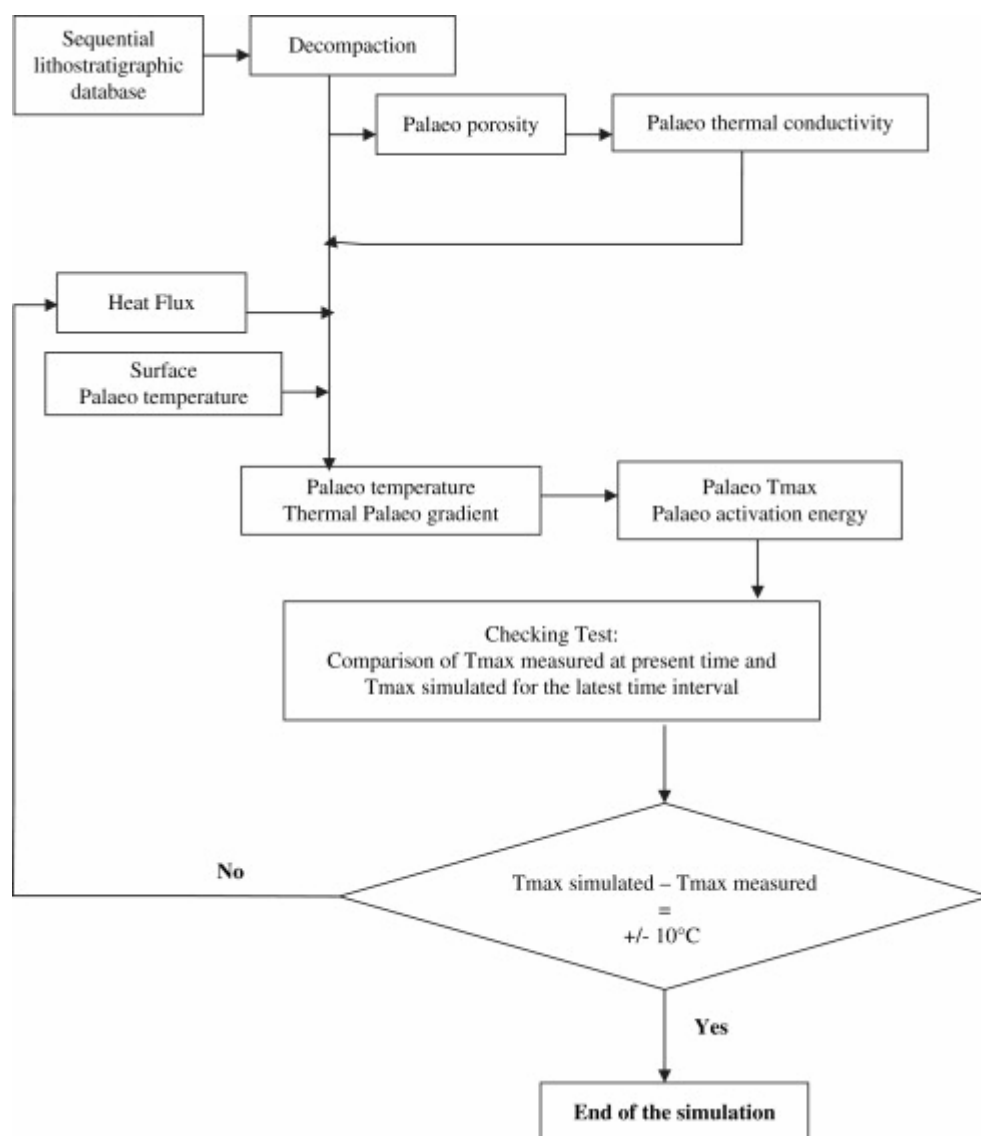 Sequential
lithostratigraphic
database
Decompaction
Palaeo porosity
Palaeo thermal conductivity
Heat Flux
Surface
Palaeo temperature
Palaeo temperature
Thermal Palaeo gradient
Palaeo Tmax
Palaeo activation energy
Checking Test:
Comparison of Tmax measured at present time and
Tmax simulated for the latest time interval
No
Tmax simulated – Tmax measured
=
+/- 10°C
Yes
End of the simulation